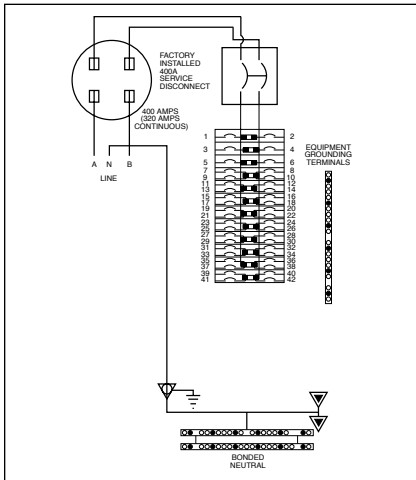 FACTORY
INSTALLED
400A
SERVICE
DISCONNECT
400 AMPS
(320 AMPS
CONTINUOUS)
A N B
LINE
EQUIPMENT
GROUNDING
TERMINALS
1 2
3 4
5 6
7 8
9 10
11 12
13 14
15 16
17 18
19 20
21 22
23 24
25 26
27 28
29 30
31 32
33 34
35 36
37 38
39 40
41 42
BONDED
NEUTRAL